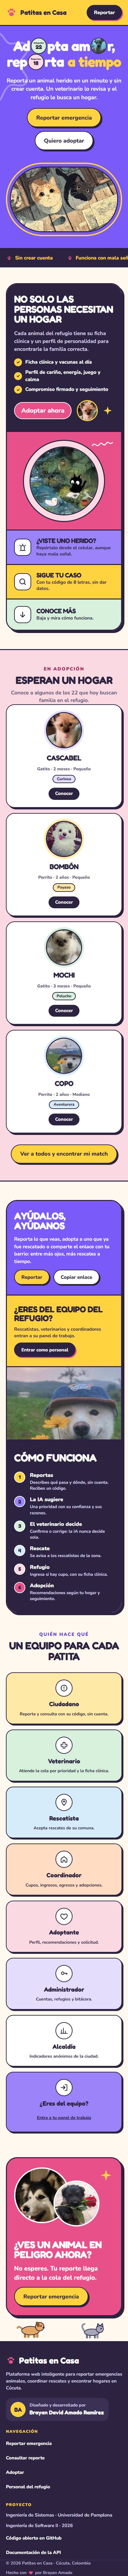 Patitas en Casa
Reportar
22
Adopta amor,
reporta a tiempo
18
Reporta un animal herido en un minuto y sin
crear cuenta. Un veterinario lo revisa y el
refugio le busca un hogar.
Reportar emergencia
Quiero adoptar
Sin crear cuenta
Funciona con mala señ
NO SOLO LAS
PERSONAS NECESITAN
UN HOGAR
Cada animal del refugio tiene su ficha
clínica y un perfil de personalidad para
encontrarle la familia correcta.
Ficha clínica y vacunas al día
Perfil de cariño, energía, juego y
calma
Compromiso firmado y seguimiento
Adoptar ahora
¿VISTE UNO HERIDO?
Repórtalo desde el celular, aunque
haya mala señal.
SIGUE TU CASO
Con tu código de 8 letras, sin dar
datos.
CONOCE MÁS
Baja y mira cómo funciona.
EN ADOPCIÓN
ESPERAN UN HOGAR
Conoce a algunos de los 22 que hoy buscan
familia en el refugio.
CASCABEL
Gatito · 2 meses · Pequeño
Curioso
Conocer
BOMBÓN
Perrito · 2 años · Pequeño
Payaso
Conocer
MOCHI
Gatito · 3 meses · Pequeño
Peluche
Conocer
COPO
Perrito · 2 años · Mediano
Aventurero
Conocer
Ver a todos y encontrar mi match
AYÚDALOS,
AYÚDANOS
Reporta lo que veas, adopta a uno que ya
fue rescatado o comparte el enlace con tu
barrio: entre más ojos, más rescates a
tiempo.
Reportar
Copiar enlace
¿ERES DEL EQUIPO DEL
REFUGIO?
Rescatistas, veterinarios y coordinadores
entran a su panel de trabajo.
Entrar como personal
CÓMO FUNCIONA
1
Reportas
Describes qué pasa y dónde, sin cuenta.
Recibes un código.
2
La IA sugiere
Una prioridad con su confianza y sus
razones.
3
El veterinario decide
Confirma o corrige: la IA nunca decide
sola.
4
Rescate
Se avisa a los rescatistas de la zona.
5
Refugio
Ingresa si hay cupo, con su ficha clínica.
6
Adopción
Recomendaciones según tu hogar y
seguimiento.
QUIÉN HACE QUÉ
UN EQUIPO PARA CADA
PATITA
Ciudadano
Reporta y consulta con su código, sin cuenta.
Veterinario
Atiende la cola por prioridad y la ficha clínica.
Rescatista
Acepta rescates de su comuna.
Coordinador
Cupos, ingresos, egresos y adopciones.
Adoptante
Perfil, recomendaciones y solicitud.
Administrador
Cuentas, refugios y bitácora.
Alcaldía
Indicadores anónimos de la ciudad.
¿Eres del equipo?
Entra a tu panel de trabajo
¿VES UN ANIMAL EN
PELIGRO AHORA?
No esperes. Tu reporte llega
directo a la cola del refugio.
Reportar emergencia
Patitas en Casa
Plataforma web inteligente para reportar emergencias
animales, coordinar rescates y encontrar hogares en
Cúcuta.
BA
Diseñado y desarrollado por
Brayan David Amado Ramírez
NAVEGACIÓN
Reportar emergencia
Consultar reporte
Adoptar
Personal del refugio
PROYECTO
Ingeniería de Sistemas · Universidad de Pamplona
Ingeniería de Software II · 2026
Código abierto en GitHub
Documentación de la API
© 2026 Patitas en Casa · Cúcuta, Colombia
Hecho con por Brayan Amado